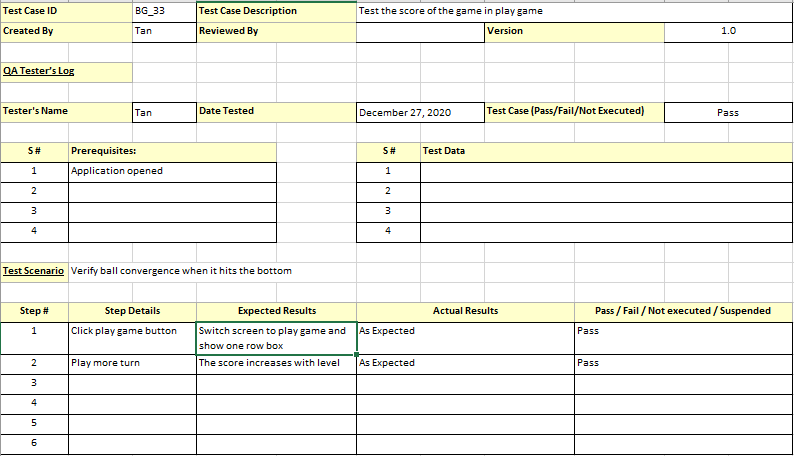 Test Case ID BG_33 Test Case Description Test the score of the game in play game
Created By Tan Reviewed By Version 1.0
QA Tester's Log
Tester's Name Tan Date Tested December 27, 2020 Test Case (Pass/Fail/Not Executed) Pass
S # Prerequisites: S # Test Data
1 Application opened 1
2 2
3 3
4 4
Test Scenario Verify ball convergence when it hits the bottom
Step # Step Details Expected Results Actual Results Pass / Fail / Not executed / Suspended
1 Click play game button Switch screen to play game and As Expected Pass
show one row box
2 Play more turn The score increases with level As Expected Pass
3
4
5
6